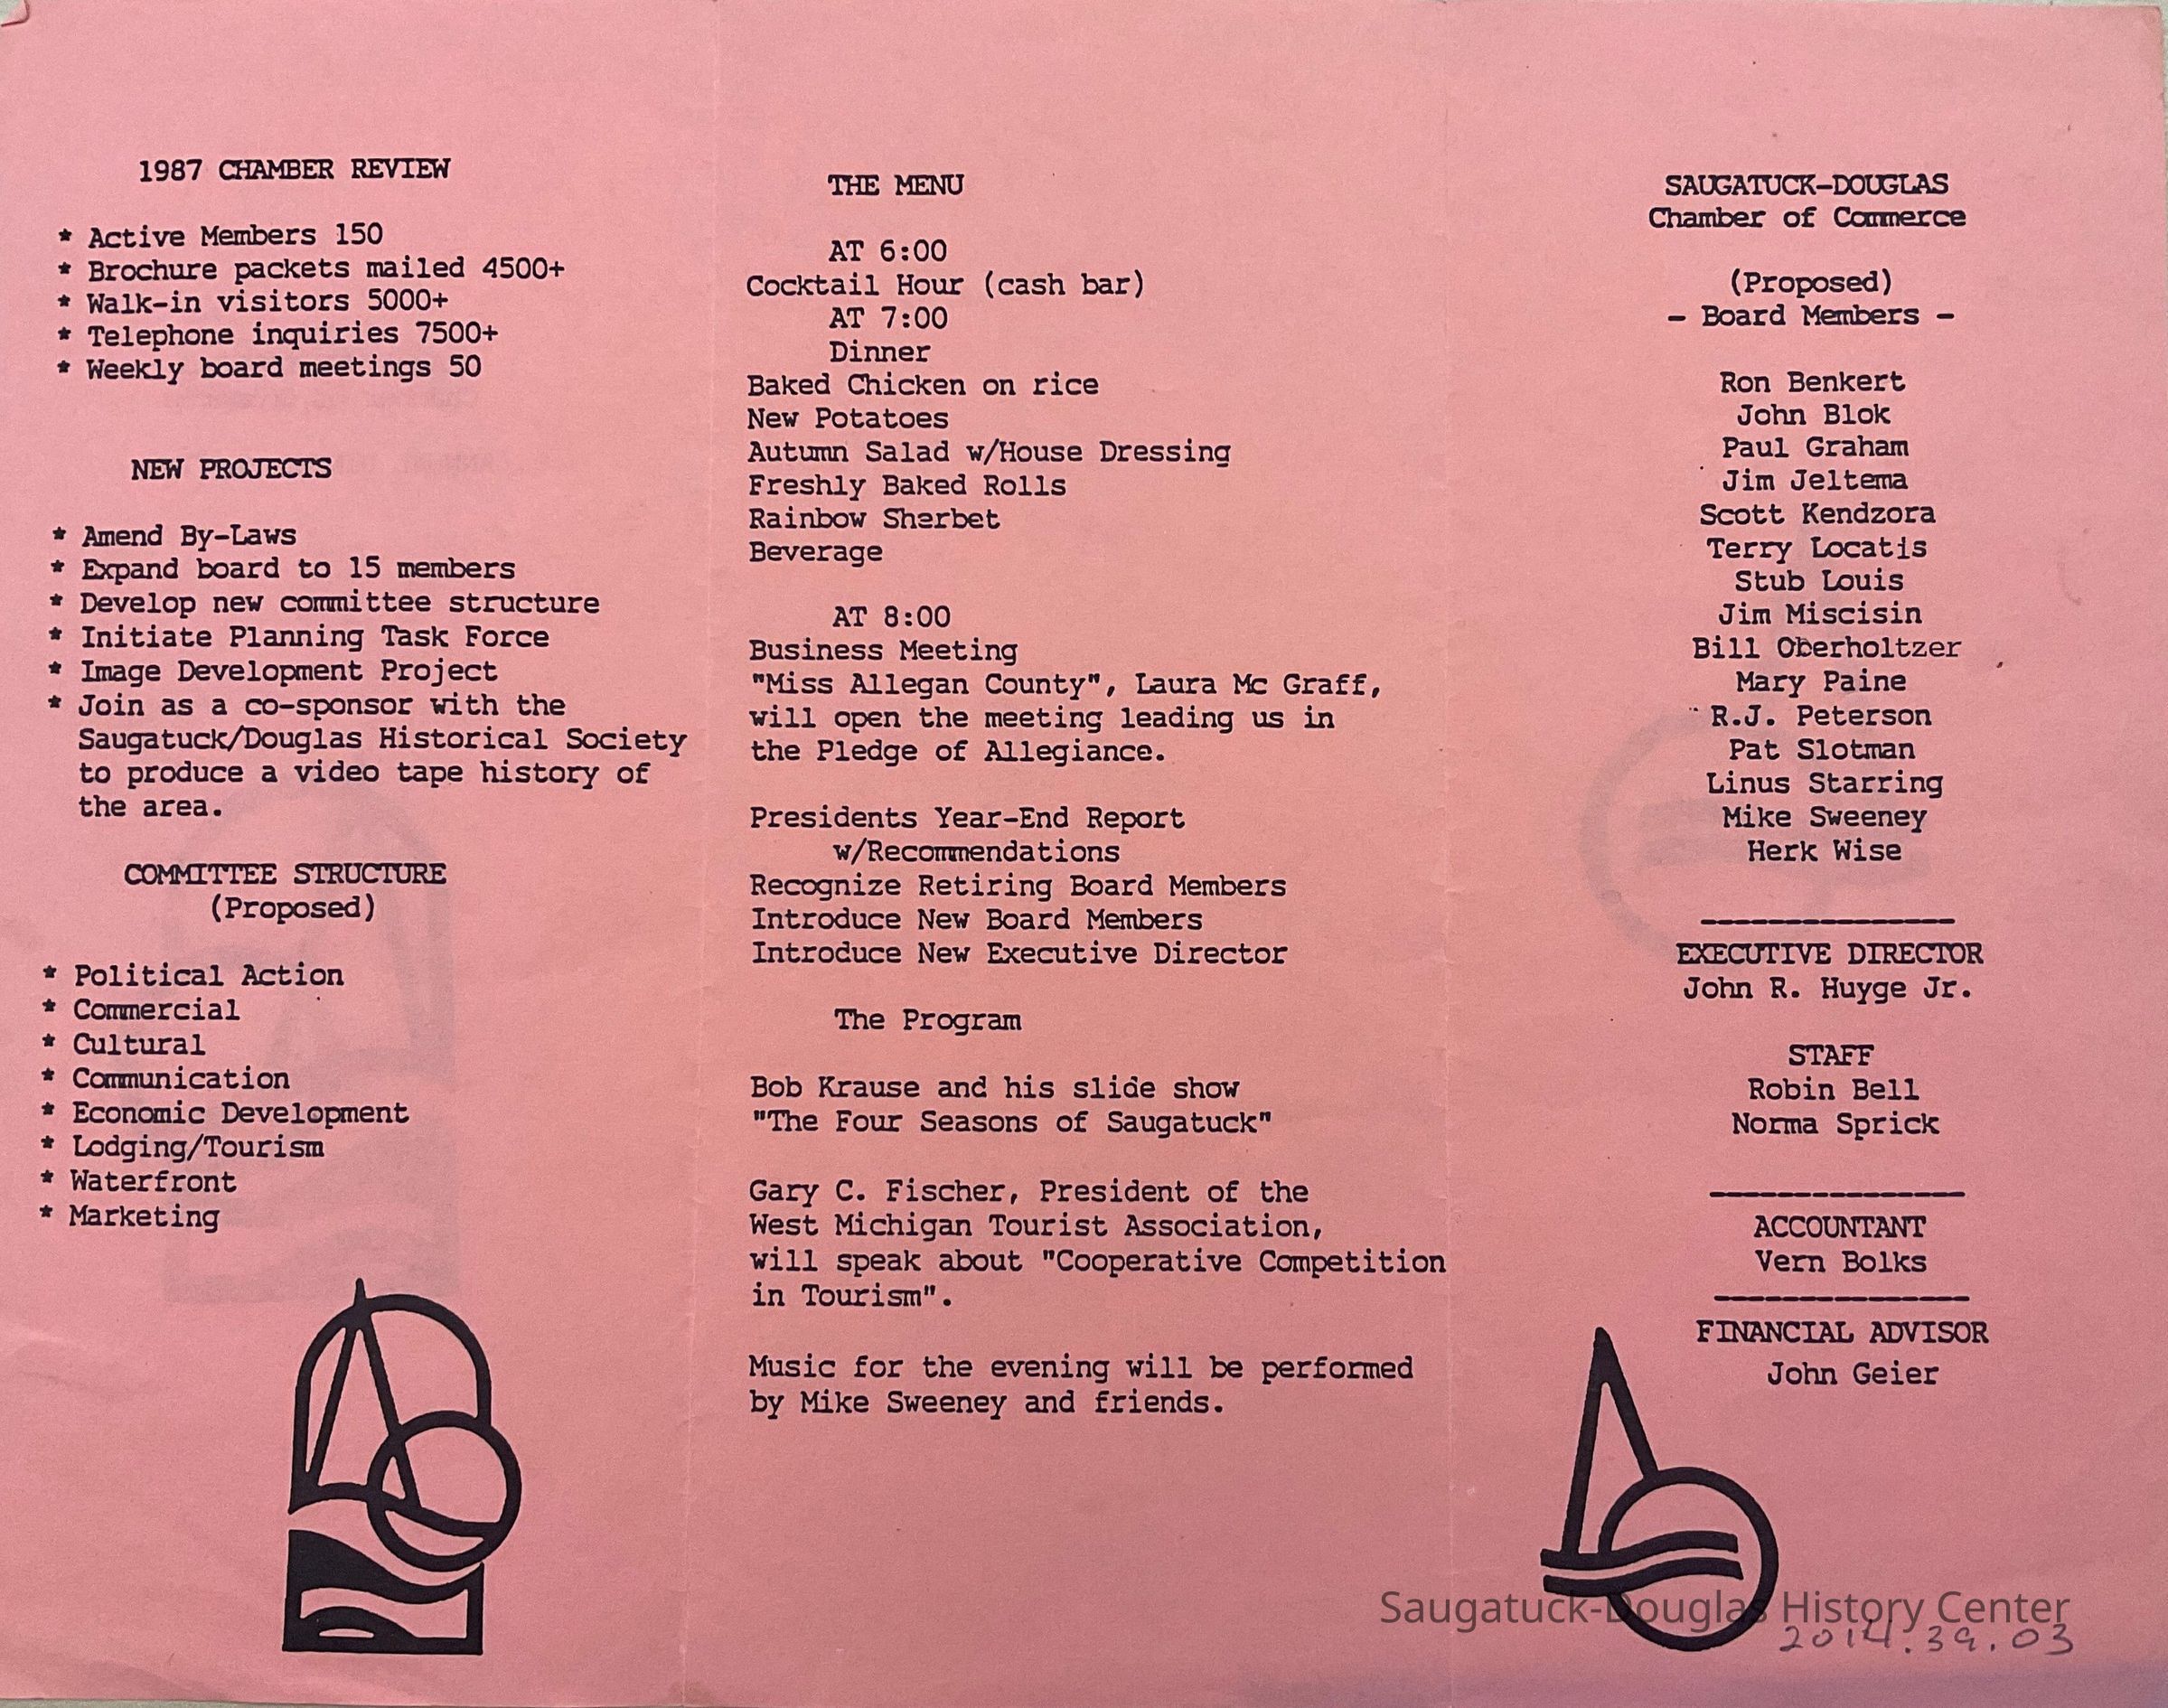 1987 CHAMBER REVIEW
* Active Members 150
* Brochure packets mailed 4500+
* Walk-in visitors 5000+
* Telephone inquiries 7500+
* Weekly board meetings 50
NEW PROJECTS
* Amend By-Laws
* Expand board to 15 members
* Develop new committee structure
* Initiate Planning Task Force
* Image Development Project
* Join as a co-sponsor with the
Saugatuck/Douglas Historical Society
to produce a video tape history of
the area.
COMMITTEE STRUCTURE
(Proposed)
* Political Action
* Commercial
* Cultural
* Communication
* Economic Development
* Lodging/Tourism
* Waterfront
* Marketing
THE MENU
AT 6:00
Cocktail Hour (cash bar)
AT 7:00
Dinner
Baked Chicken on rice
New Potatoes
Autumn Salad w/House Dressing
Freshly Baked Rolls
Rainbow Sherbet
Beverage
AT 8:00
Business Meeting
"Miss Allegan County", Laura Mc Graff,
will open the meeting leading us in
the Pledge of Allegiance.
Presidents Year-End Report
w/Recommendations
Recognize Retiring Board Members
Introduce New Board Members
Introduce New Executive Director
The Program
Bob Krause and his slide show
"The Four Seasons of Saugatuck"
Gary C. Fischer, President of the
West Michigan Tourist Association,
will speak about "Cooperative Competition
in Tourism".
Music for the evening will be performed
by Mike Sweeney and friends.
SAUGATUCK-DOUGLAS
Chamber of Commerce
(Proposed)
- Board Members -
Ron Benkert
John Blok
Paul Graham
Jim Jeltema
Scott Kendzora
Terry Locatis
Stub Louis
Jim Miscisin
Bill Oberholtzer
Mary Paine
R.J. Peterson
Pat Slotman
Linus Starring
Mike Sweeney
Herk Wise
EXECUTIVE DIRECTOR
John R. Huyge Jr.
STAFF
Robin Bell
Norma Sprick
ACCOUNTANT
Vern Bolks
FINANCIAL ADVISOR
John Geier
Saugatuck-Douglas History Center
2014.39.03